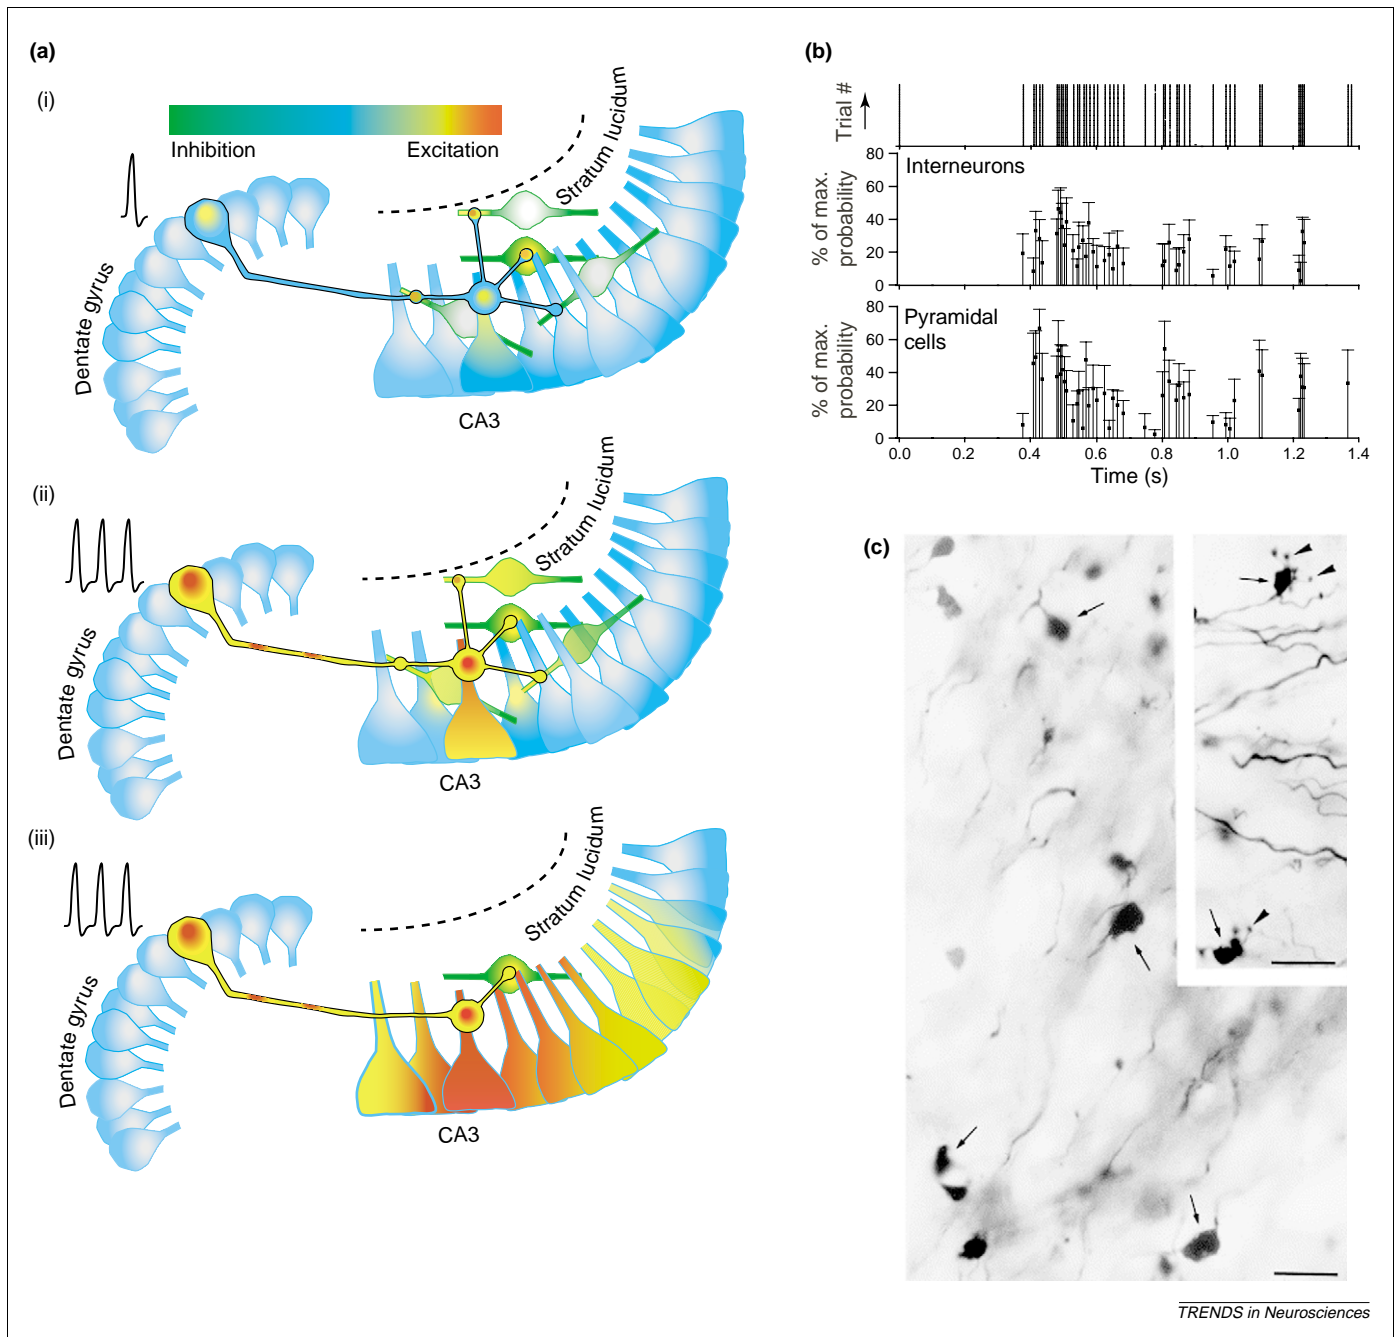 (a)
(i)
Inhibition
Excitation
Stratum lucidum
Dentate gyrus
CA3
(ii)
Stratum lucidum
Dentate gyrus
CA3
(iii)
Stratum lucidum
Dentate gyrus
CA3
(b)
Trial #
80
60
40
20
0
% of max.
probability
Interneurons
80
60
40
20
0
% of max.
probability
Pyramidal
cells
0.0
0.2
0.4
0.6
0.8
1.0
1.2
1.4
Time (s)
(c)
TRENDS in Neurosciences